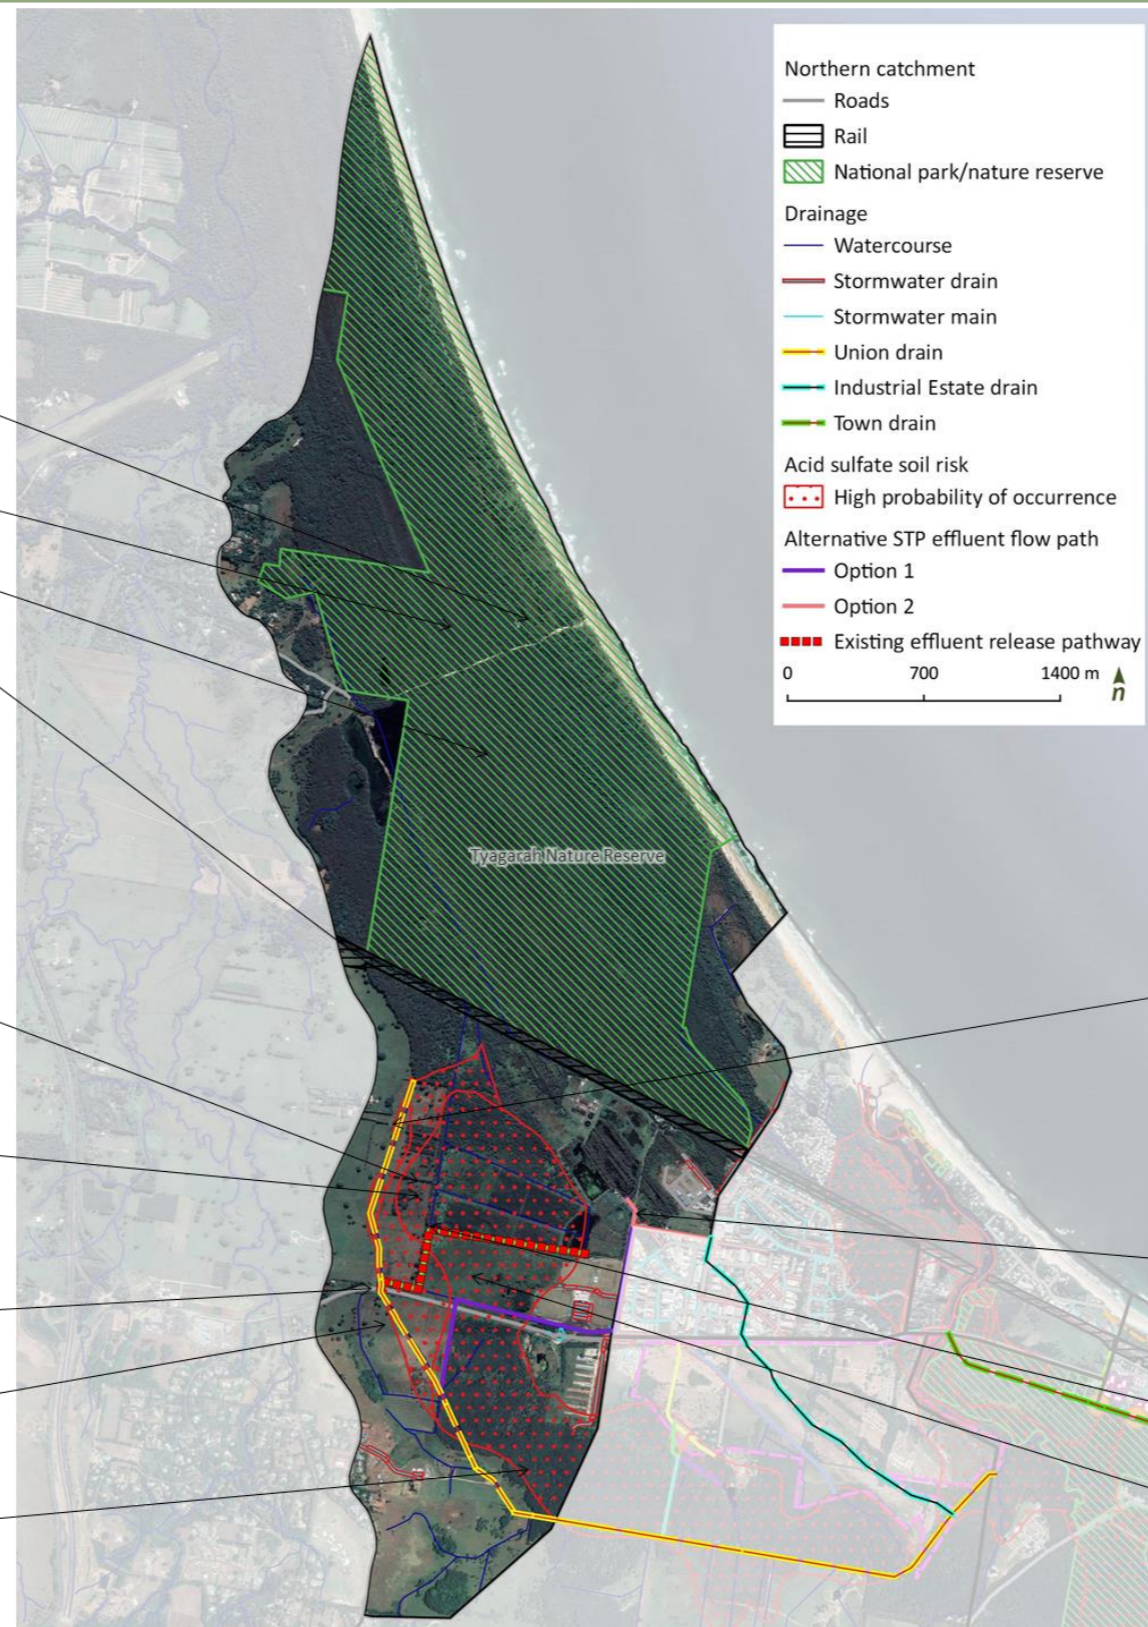 Northern catchment
Roads
Rail
National park/nature reserve
Drainage
Watercourse
Stormwater drain
Stormwater main
Union drain
Industrial Estate drain
Town drain
Acid sulfate soil risk
High probability of occurrence
Alternative STP effluent flow path
Option 1
Option 2
Existing effluent release pathway
0 700 1400 m
n
Tyagarah Nature Reserve